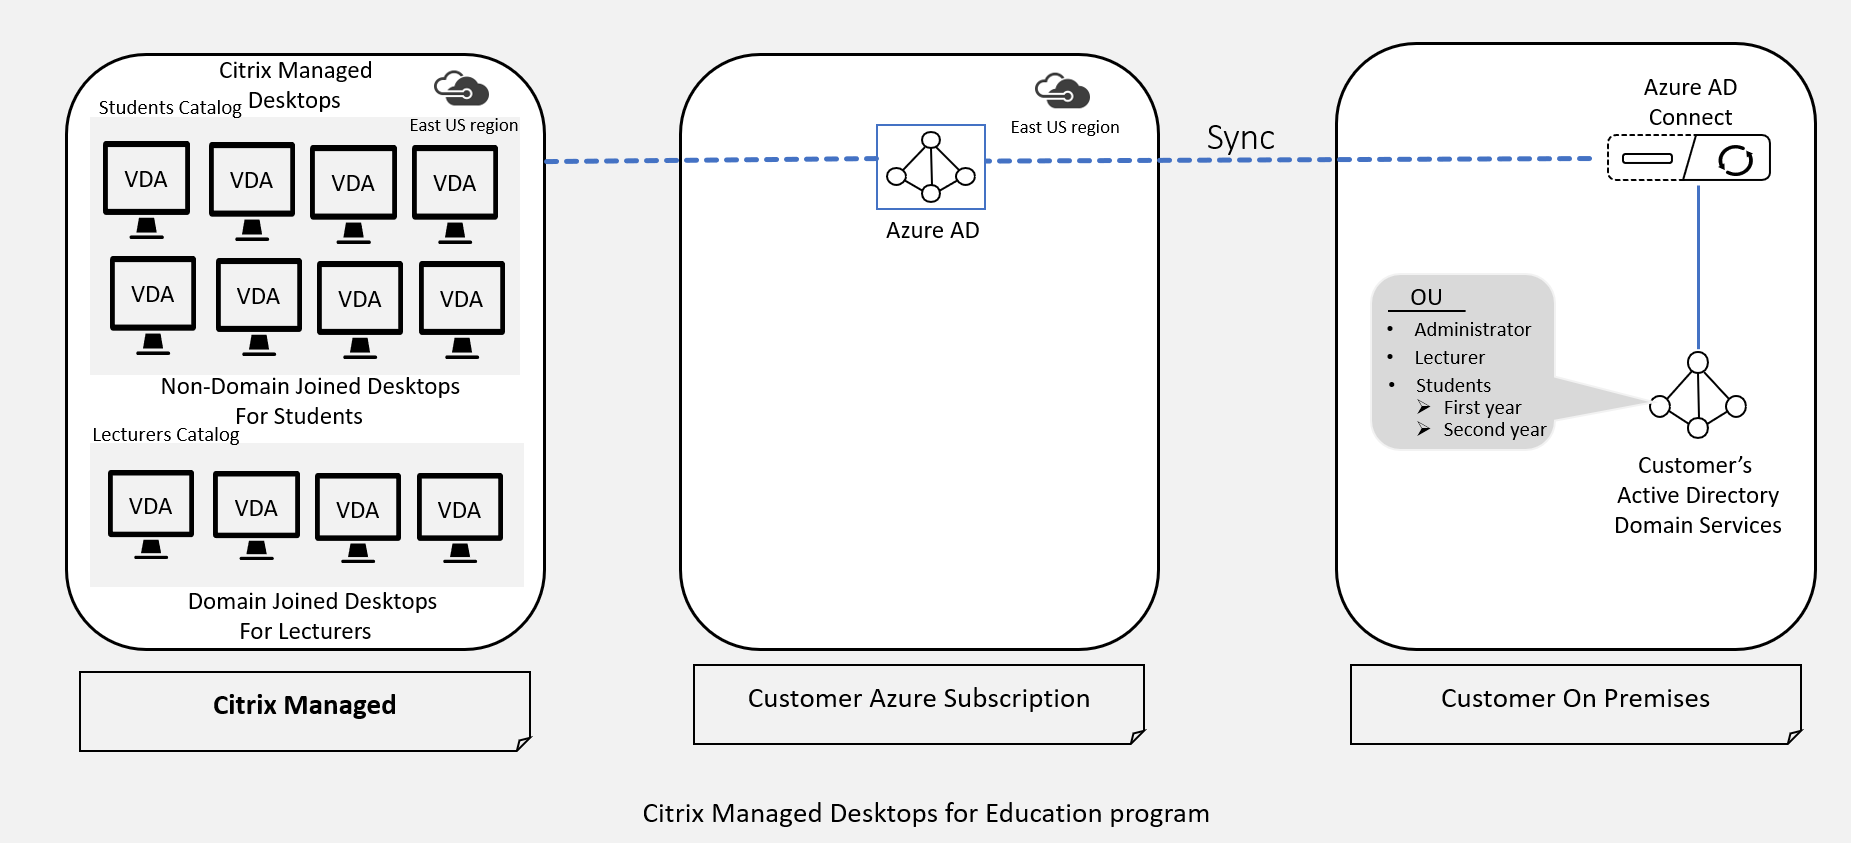 Citrix Managed
Desktops
Students Catalog
East US region
VDA
VDA
VDA
VDA
VDA
VDA
VDA
VDA
Non-Domain Joined Desktops
For Students
Lecturers Catalog
VDA
VDA
VDA
VDA
Domain Joined Desktops
For Lecturers
Citrix Managed
East US region
Azure AD
Customer Azure Subscription
Sync
Azure AD
Connect
OU
• Administrator
• Lecturer
• Students
➢ First year
➢ Second year
Customer’s
Active Directory
Domain Services
Customer On Premises
Citrix Managed Desktops for Education program